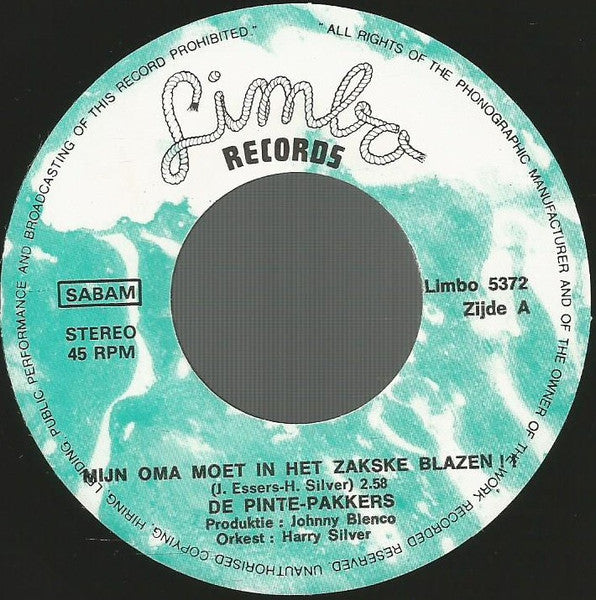 "ALL RIGHTS OF THE PHONOGRAPHIC MANUFACTURER AND OF THE OWNER OF THE WORK RECORDED RESERVED. UNAUTHORISED COPYING, HIRING, LENDING, PUBLIC PERFORMANCE AND BROADCASTING OF THIS RECORD PROHIBITED."
Limbo
RECORDS
SABAM
STEREO
45 RPM
Limbo 5372
Zijde A
MIJN OMA MOET IN HET ZAKSKE BLAZEN !?
(J. Essers-H. Silver) 2.58
DE PINTE-PAKKERS
Produktie : Johnny Blenco
Orkest : Harry Silver